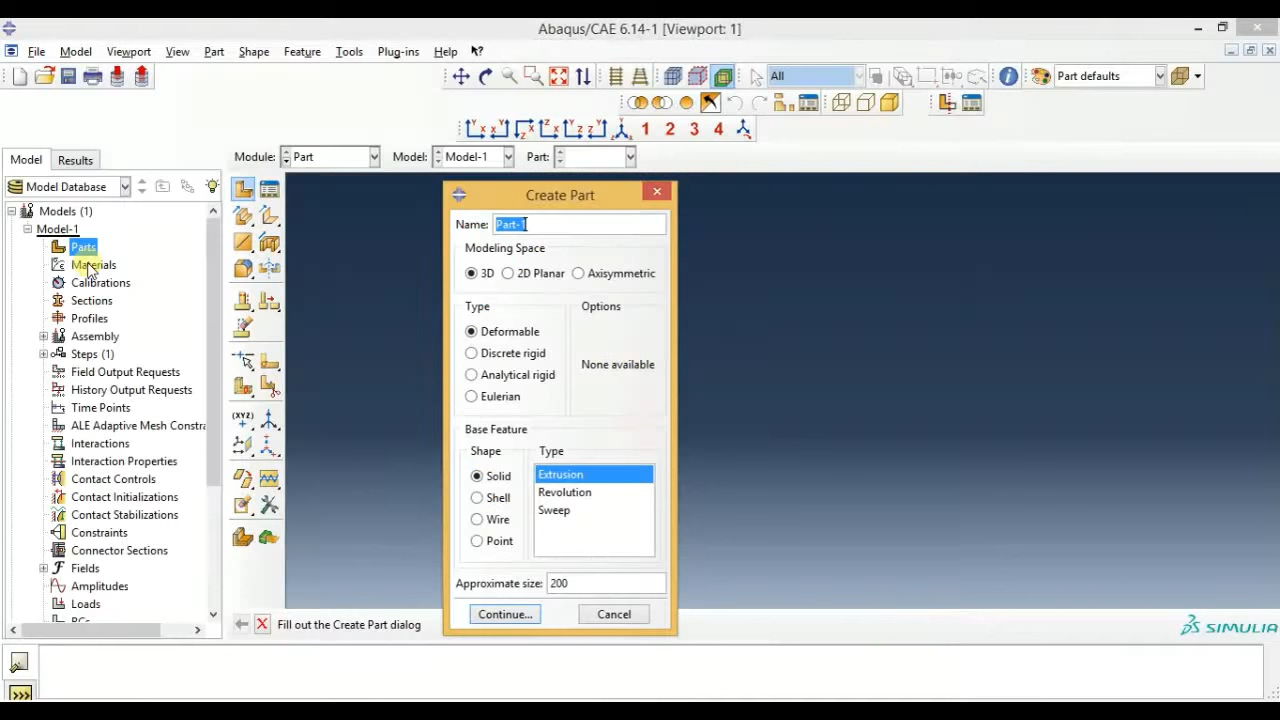 Abaqus/CAE 6.14-1 [Viewport: 1]
File Model Viewport View Part Shape Feature Tools Plug-ins Help
All Part defaults
1 2 3 4
Model Results Module: Part Model: Model-1 Part:
Model Database
Models (1)
Model-1
Parts
Materials
Calibrations
Sections
Profiles
Assembly
Steps (1)
Field Output Requests
History Output Requests
Time Points
ALE Adaptive Mesh Constra
Interactions
Interaction Properties
Contact Controls
Contact Initializations
Contact Stabilizations
Constraints
Connector Sections
Fields
Amplitudes
Loads
(XYZ)
Create Part
Name: Part-1
Modeling Space
3D 2D Planar Axisymmetric
Type Options
Deformable
Discrete rigid
Analytical rigid
Eulerian
None available
Base Feature
Shape Type
Solid Extrusion
Shell Revolution
Wire Sweep
Point
Approximate size: 200
Continue... Cancel
Fill out the Create Part dialog
SIMULIA
>>>